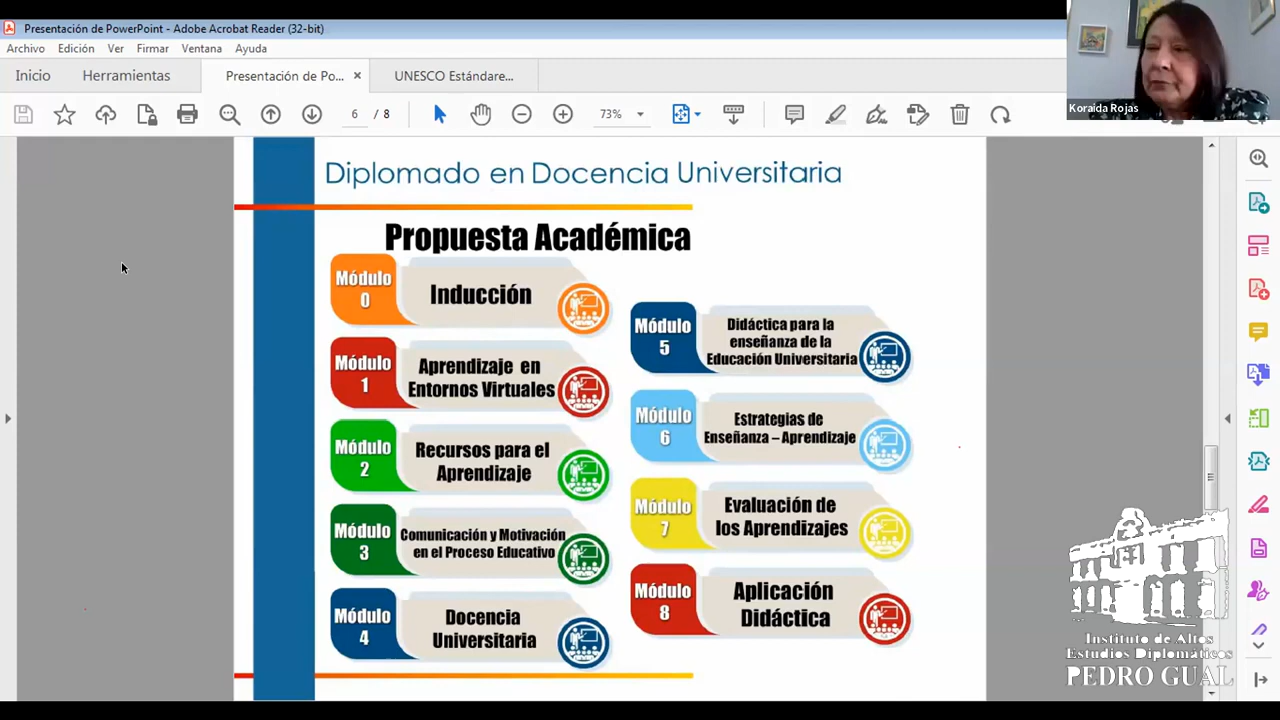 Presentación de PowerPoint - Adobe Acrobat Reader (32-bit)
Archivo Edición Ver Firmar Ventana Ayuda
Inicio Herramientas Presentación de Po... × UNESCO Estándare...
6 / 8 73%
Koraida Rojas
Diplomado en Docencia Universitaria
Propuesta Académica
Módulo
0
Inducción
Módulo
1
Aprendizaje en
Entornos Virtuales
Módulo
2
Recursos para el
Aprendizaje
Módulo
3
Comunicación y Motivación
en el Proceso Educativo
Módulo
4
Docencia
Universitaria
Módulo
5
Didáctica para la
enseñanza de la
Educación Universitaria
Módulo
6
Estrategias de
Enseñanza – Aprendizaje
Módulo
7
Evaluación de
los Aprendizajes
Módulo
8
Aplicación
Didáctica
Instituto de Altos
Estudios Diplomáticos
PEDRO GUAL